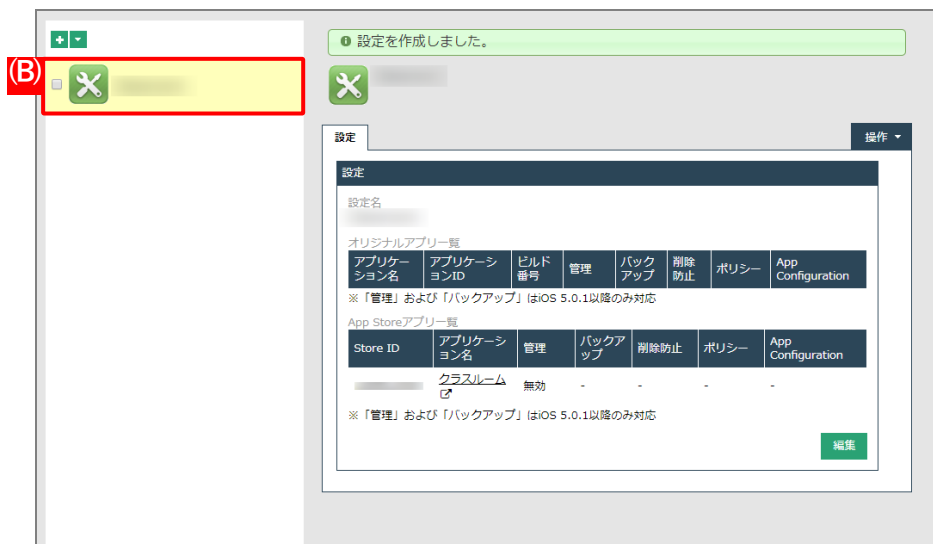 設定を作成しました。
(B)
設定
操作
設定
設定名
オリジナルアプリ一覧
アプリケーション名 アプリケーションID ビルド番号 管理 バックアップ 削除防止 ポリシー App Configuration
※「管理」および「バックアップ」はiOS 5.0.1以降のみ対応
App Storeアプリ一覧
Store ID アプリケーション名 管理 バックアップ 削除防止 ポリシー App Configuration
クラスルーム 無効 - - - -
※「管理」および「バックアップ」はiOS 5.0.1以降のみ対応
編集